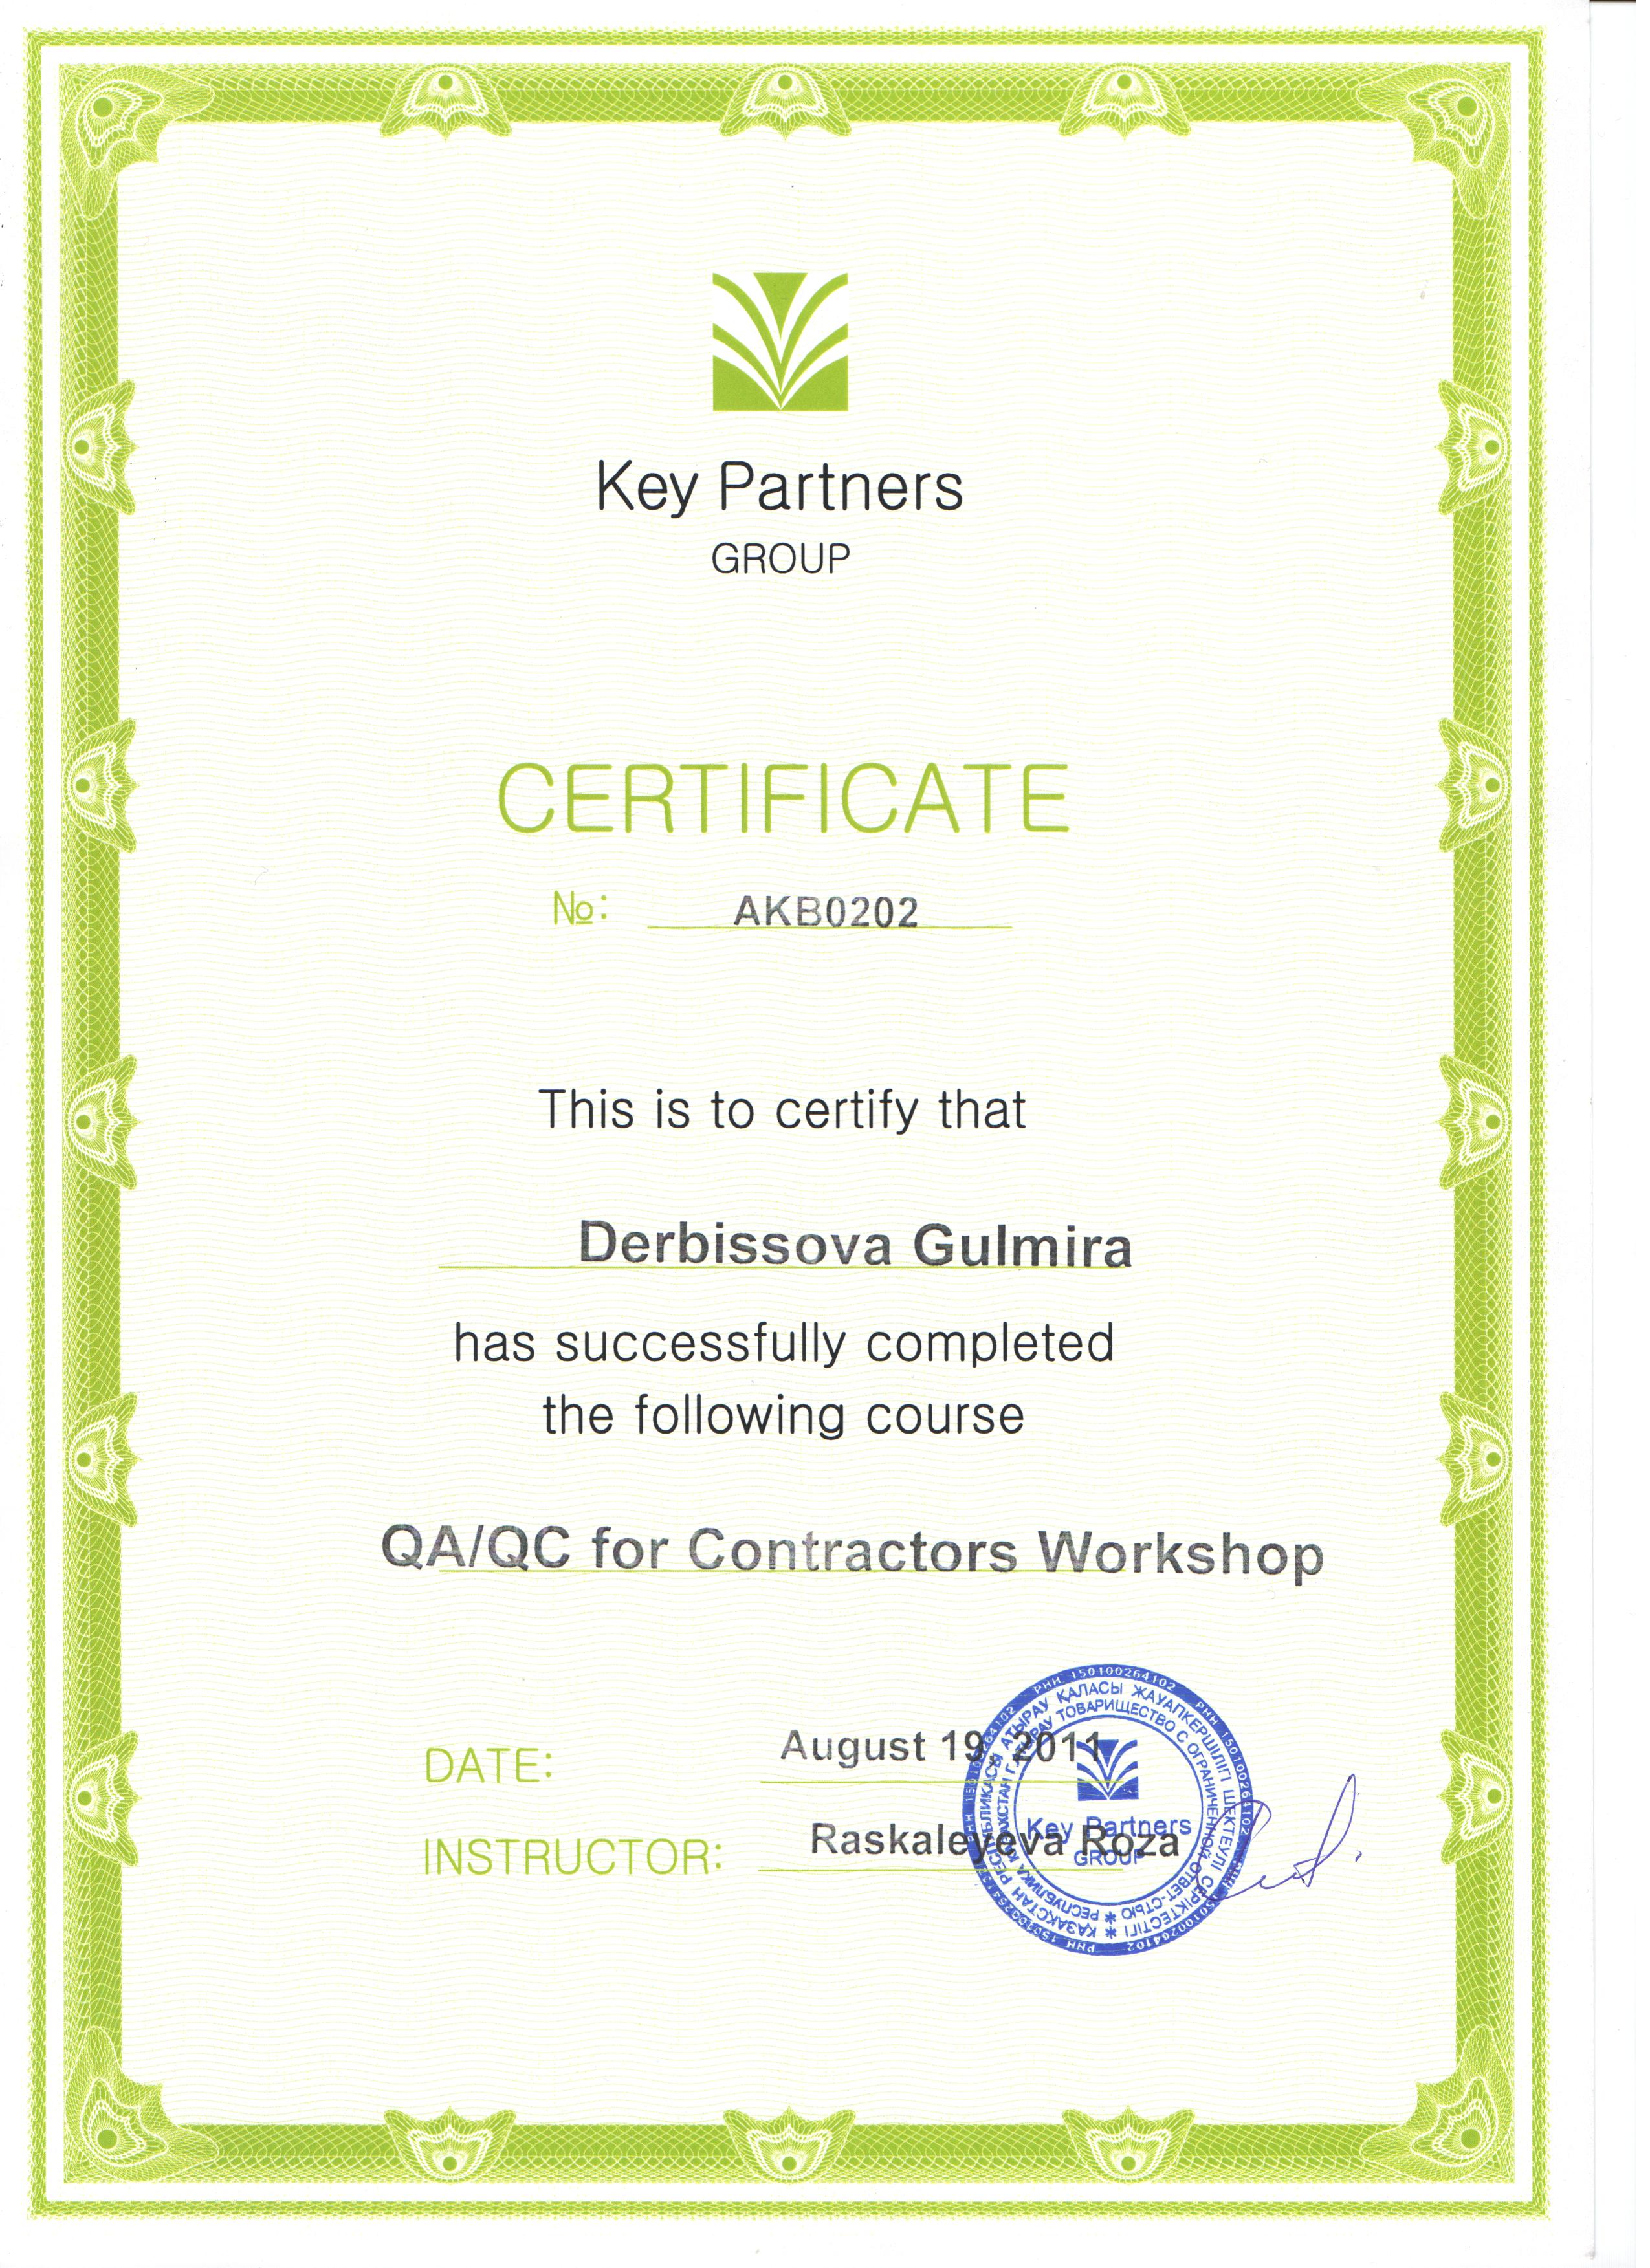 Key Partners
GROUP
CERTIFICATE
№: AKB0202
This is to certify that
Derbissova Gulmira
has successfully completed
the following course
QA/QC for Contractors Workshop
DATE: August 19. 2011
INSTRUCTOR: Raskaleyeva Roza
РНН 150100264102 РНН 150100264102
ҚАЗАҚСТАН РЕСПУБЛИКАСЫ АТЫРАУ ҚАЛАСЫ ЖАУАПКЕРШІЛІГІ ШЕКТЕУЛІ СЕРІКТЕСТІГІ
РЕСПУБЛИКА КАЗАХСТАН Г. АТЫРАУ ТОВАРИЩЕСТВО С ОГРАНИЧЕННОЙ ОТВЕТ-СТЬЮ
Key Partners
GROUP